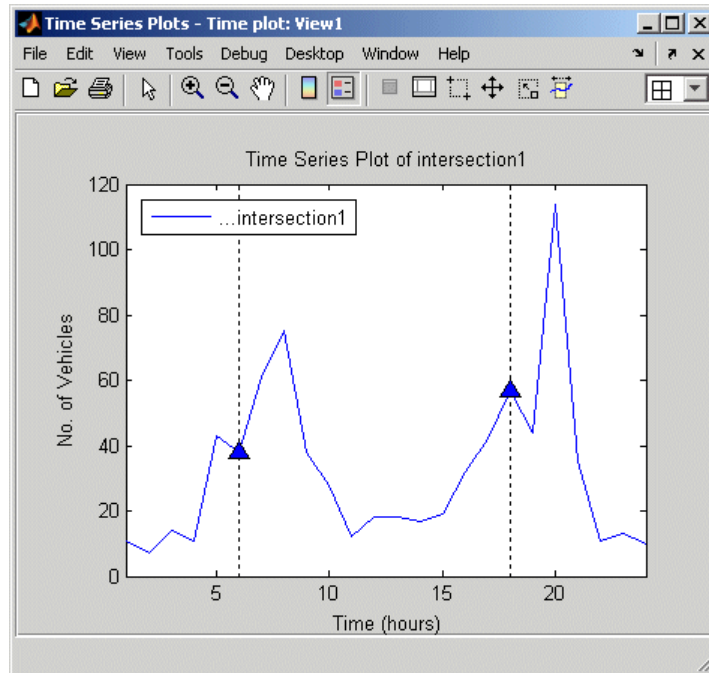 Time Series Plots - Time plot: View1
File Edit View Tools Debug Desktop Window Help
Time Series Plot of intersection1
120
100
80
60
40
20
0
...intersection1
No. of Vehicles
5 10 15 20
Time (hours)